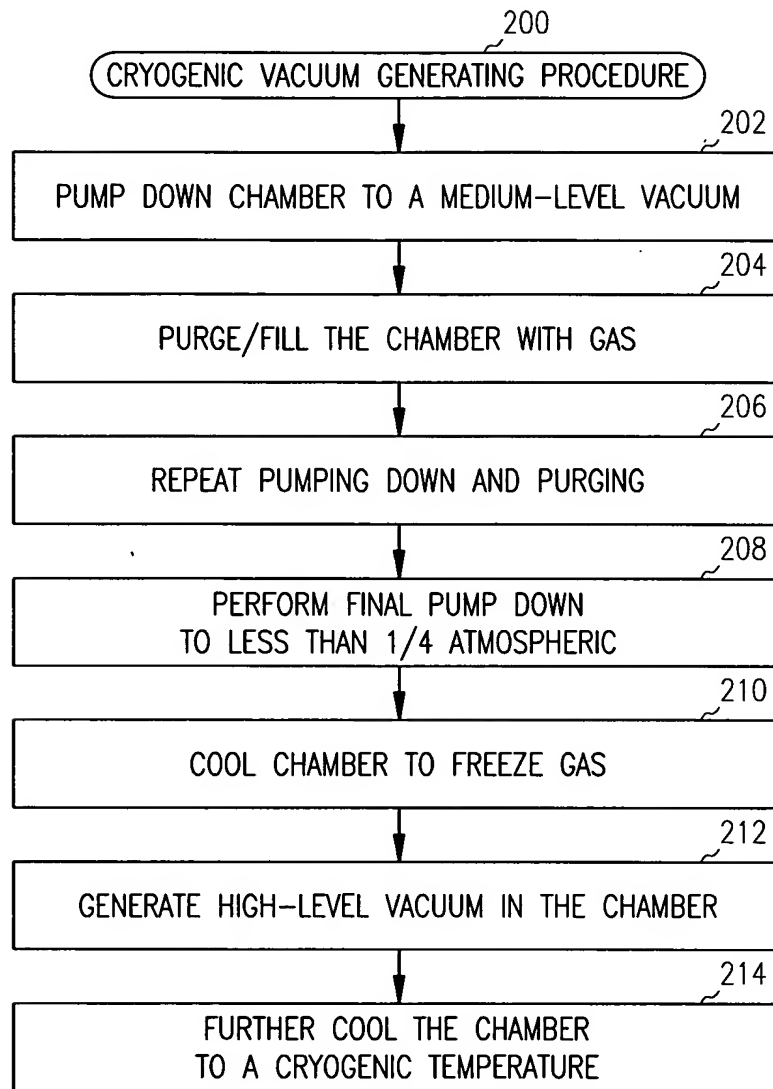 200
CRYOGENIC VACUUM GENERATING PROCEDURE
202
PUMP DOWN CHAMBER TO A MEDIUM-LEVEL VACUUM
204
PURGE/FILL THE CHAMBER WITH GAS
206
REPEAT PUMPING DOWN AND PURGING
208
PERFORM FINAL PUMP DOWN
TO LESS THAN 1/4 ATMOSPHERIC
210
COOL CHAMBER TO FREEZE GAS
212
GENERATE HIGH-LEVEL VACUUM IN THE CHAMBER
214
FURTHER COOL THE CHAMBER
TO A CRYOGENIC TEMPERATURE